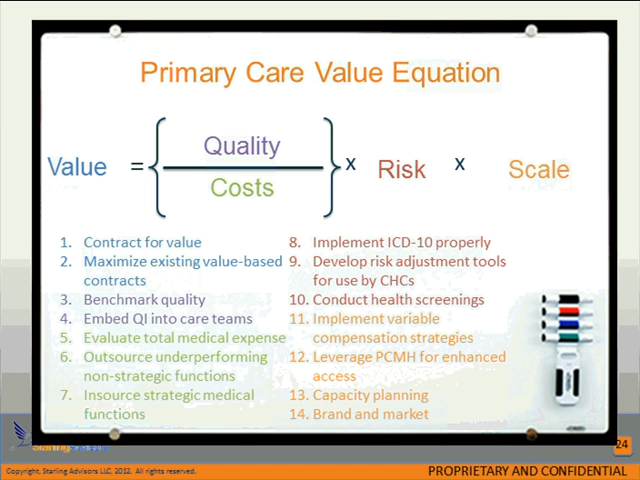 Primary Care Value Equation
Value = { Quality / Costs } x Risk x Scale
1. Contract for value
2. Maximize existing value-based
contracts
3. Benchmark quality
4. Embed QI into care teams
5. Evaluate total medical expense
6. Outsource underperforming
non-strategic functions
7. Insource strategic medical
functions
8. Implement ICD-10 properly
9. Develop risk adjustment tools
for use by CHCs
10. Conduct health screenings
11. Implement variable
compensation strategies
12. Leverage PCMH for enhanced
access
13. Capacity planning
14. Brand and market
Starling
24
Copyright, Starling Advisors LLC, 2012. All rights reserved.
PROPRIETARY AND CONFIDENTIAL